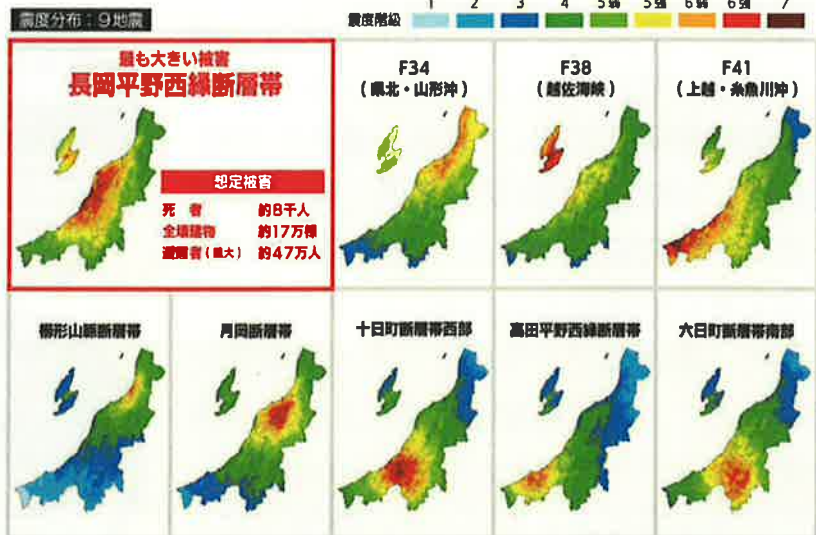 震度分布：9地震
震度階級 1 2 3 4 5弱 5強 6弱 6強 7
最も大きい被害
長岡平野西縁断層帯
想定被害
死者 約8千人
全壊建物 約17万棟
避難者(最大) 約47万人
F34
(県北・山形沖)
F38
(越佐海峡)
F41
(上越・糸魚川沖)
櫛形山脈断層帯
月岡断層帯
十日町断層帯西部
高田平野西縁断層帯
六日町断層帯南部